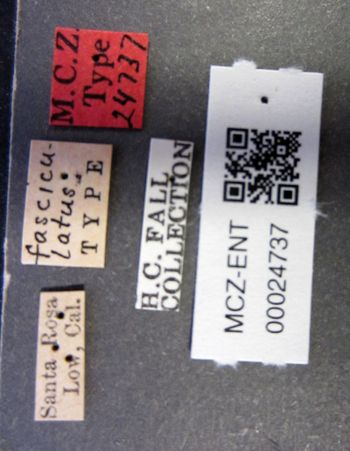 M.C.Z.
Type
24737
fascicu-
latus.
TYPE
Santa Rosa
Low, Cal.
H.C. FALL
COLLECTION
MCZ-ENT
00024737